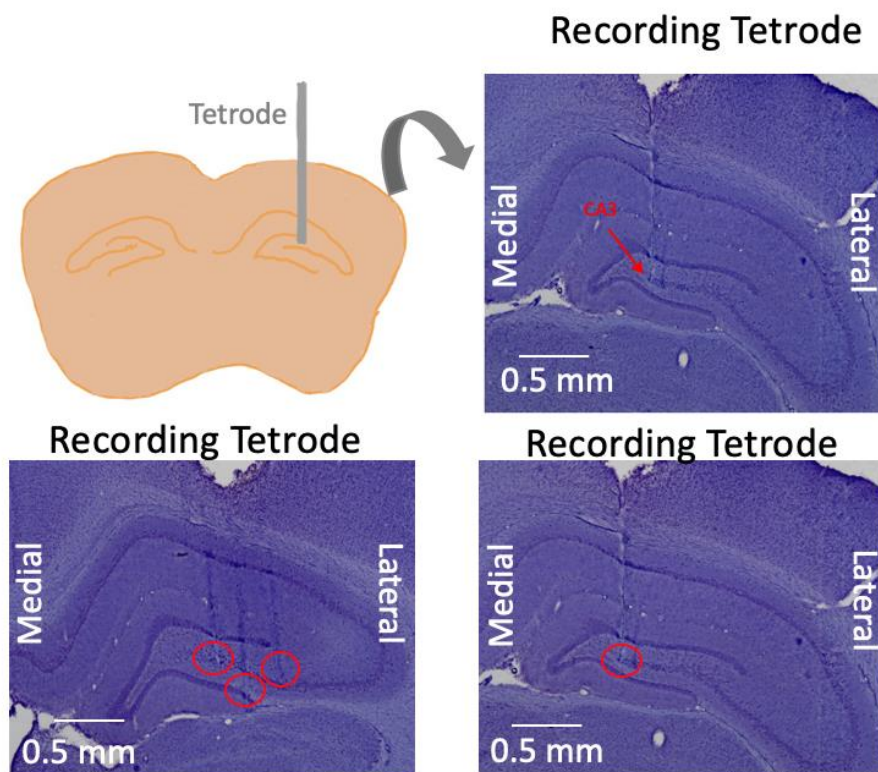 Recording Tetrode
Tetrode
Medial
CA3
Lateral
0.5 mm
Recording Tetrode
Medial
Lateral
0.5 mm
Recording Tetrode
Medial
Lateral
0.5 mm